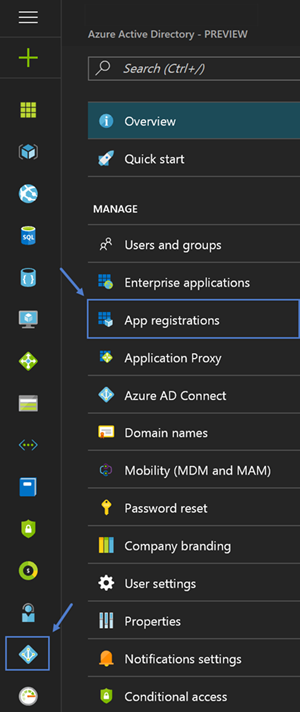 Azure Active Directory - PREVIEW
Search (Ctrl+/)
Overview
Quick start
MANAGE
Users and groups
Enterprise applications
App registrations
Application Proxy
Azure AD Connect
Domain names
Mobility (MDM and MAM)
Password reset
Company branding
User settings
Properties
Notifications settings
Conditional access
SQL